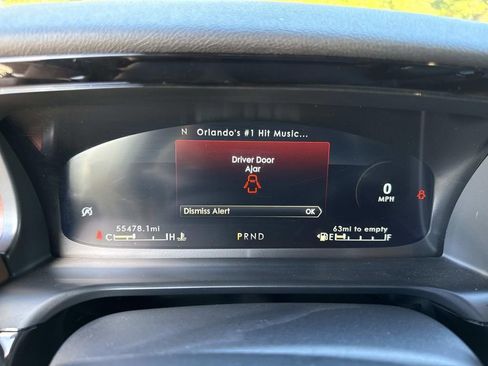 N Orlando's #1 Hit Music...
Driver Door
Ajar
Dismiss Alert OK
0
MPH
55478.1mi
C H
PRND
63mi to empty
E F